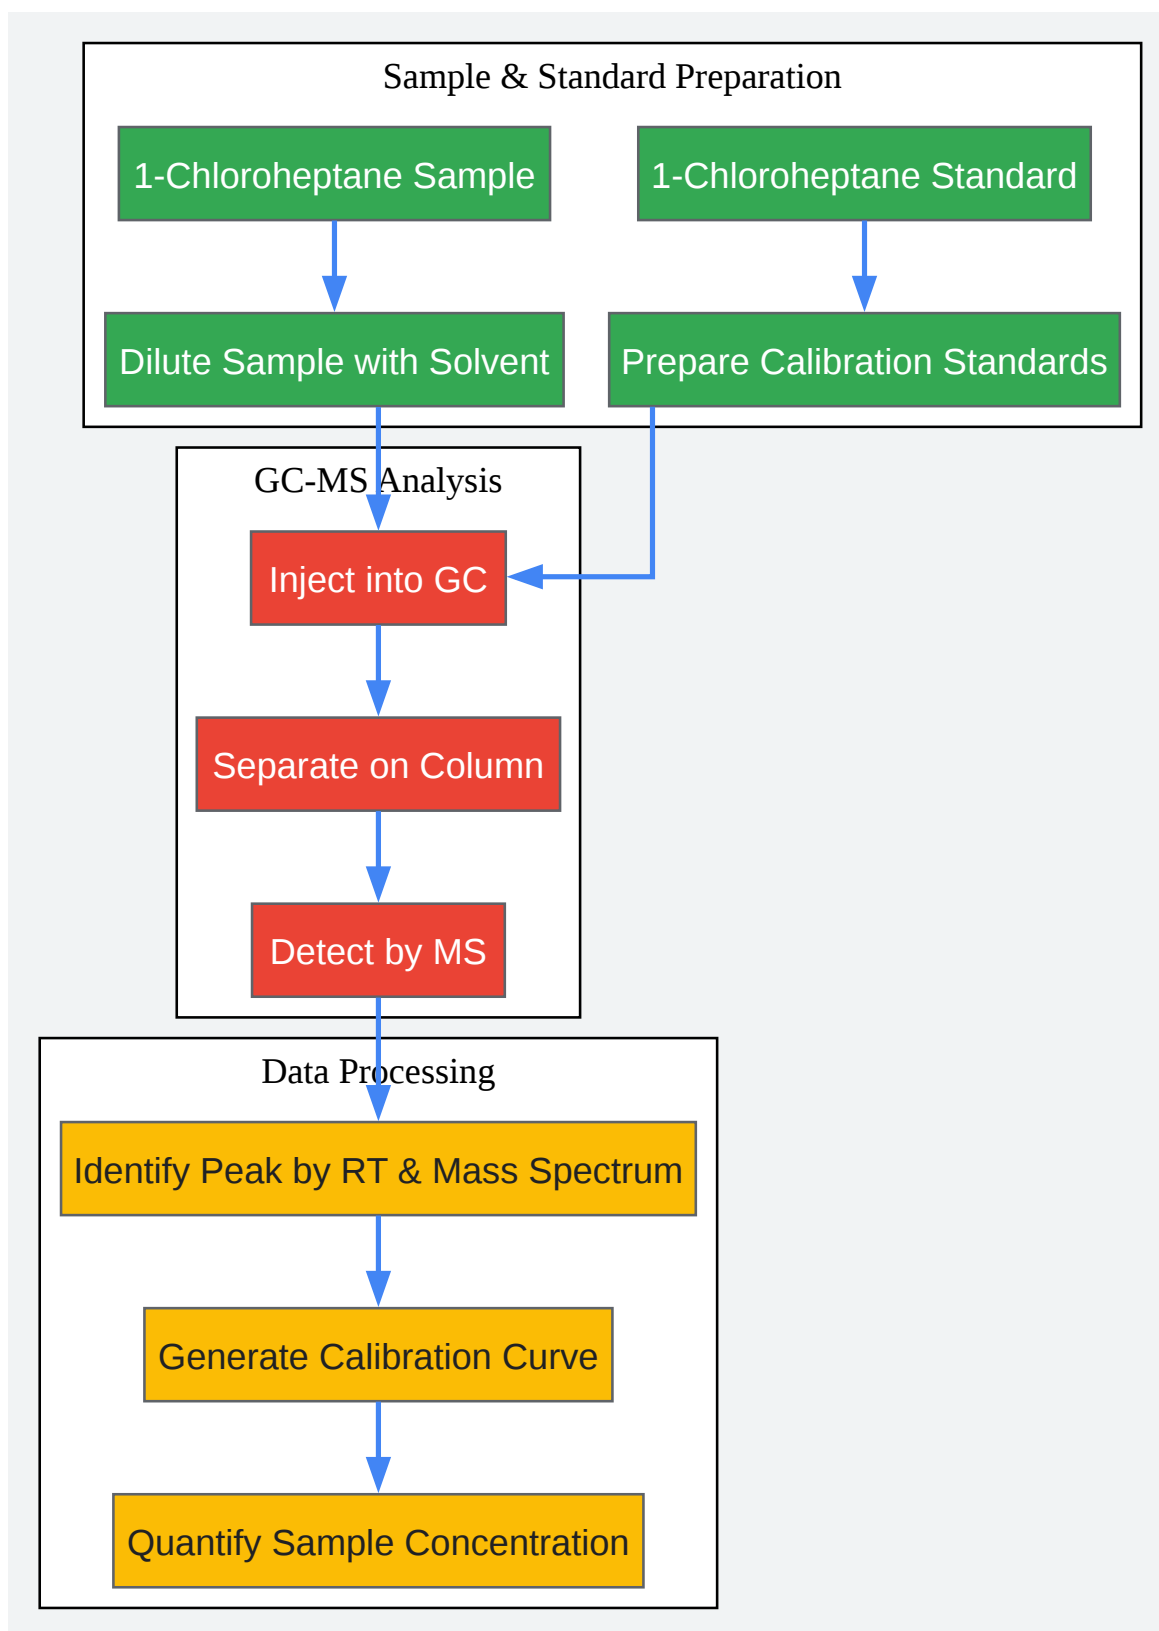 Sample & Standard Preparation
1-Chloroheptane Sample
1-Chloroheptane Standard
Dilute Sample with Solvent
Prepare Calibration Standards
GC-MS Analysis
Inject into GC
Separate on Column
Detect by MS
Data Processing
Identify Peak by RT & Mass Spectrum
Generate Calibration Curve
Quantify Sample Concentration